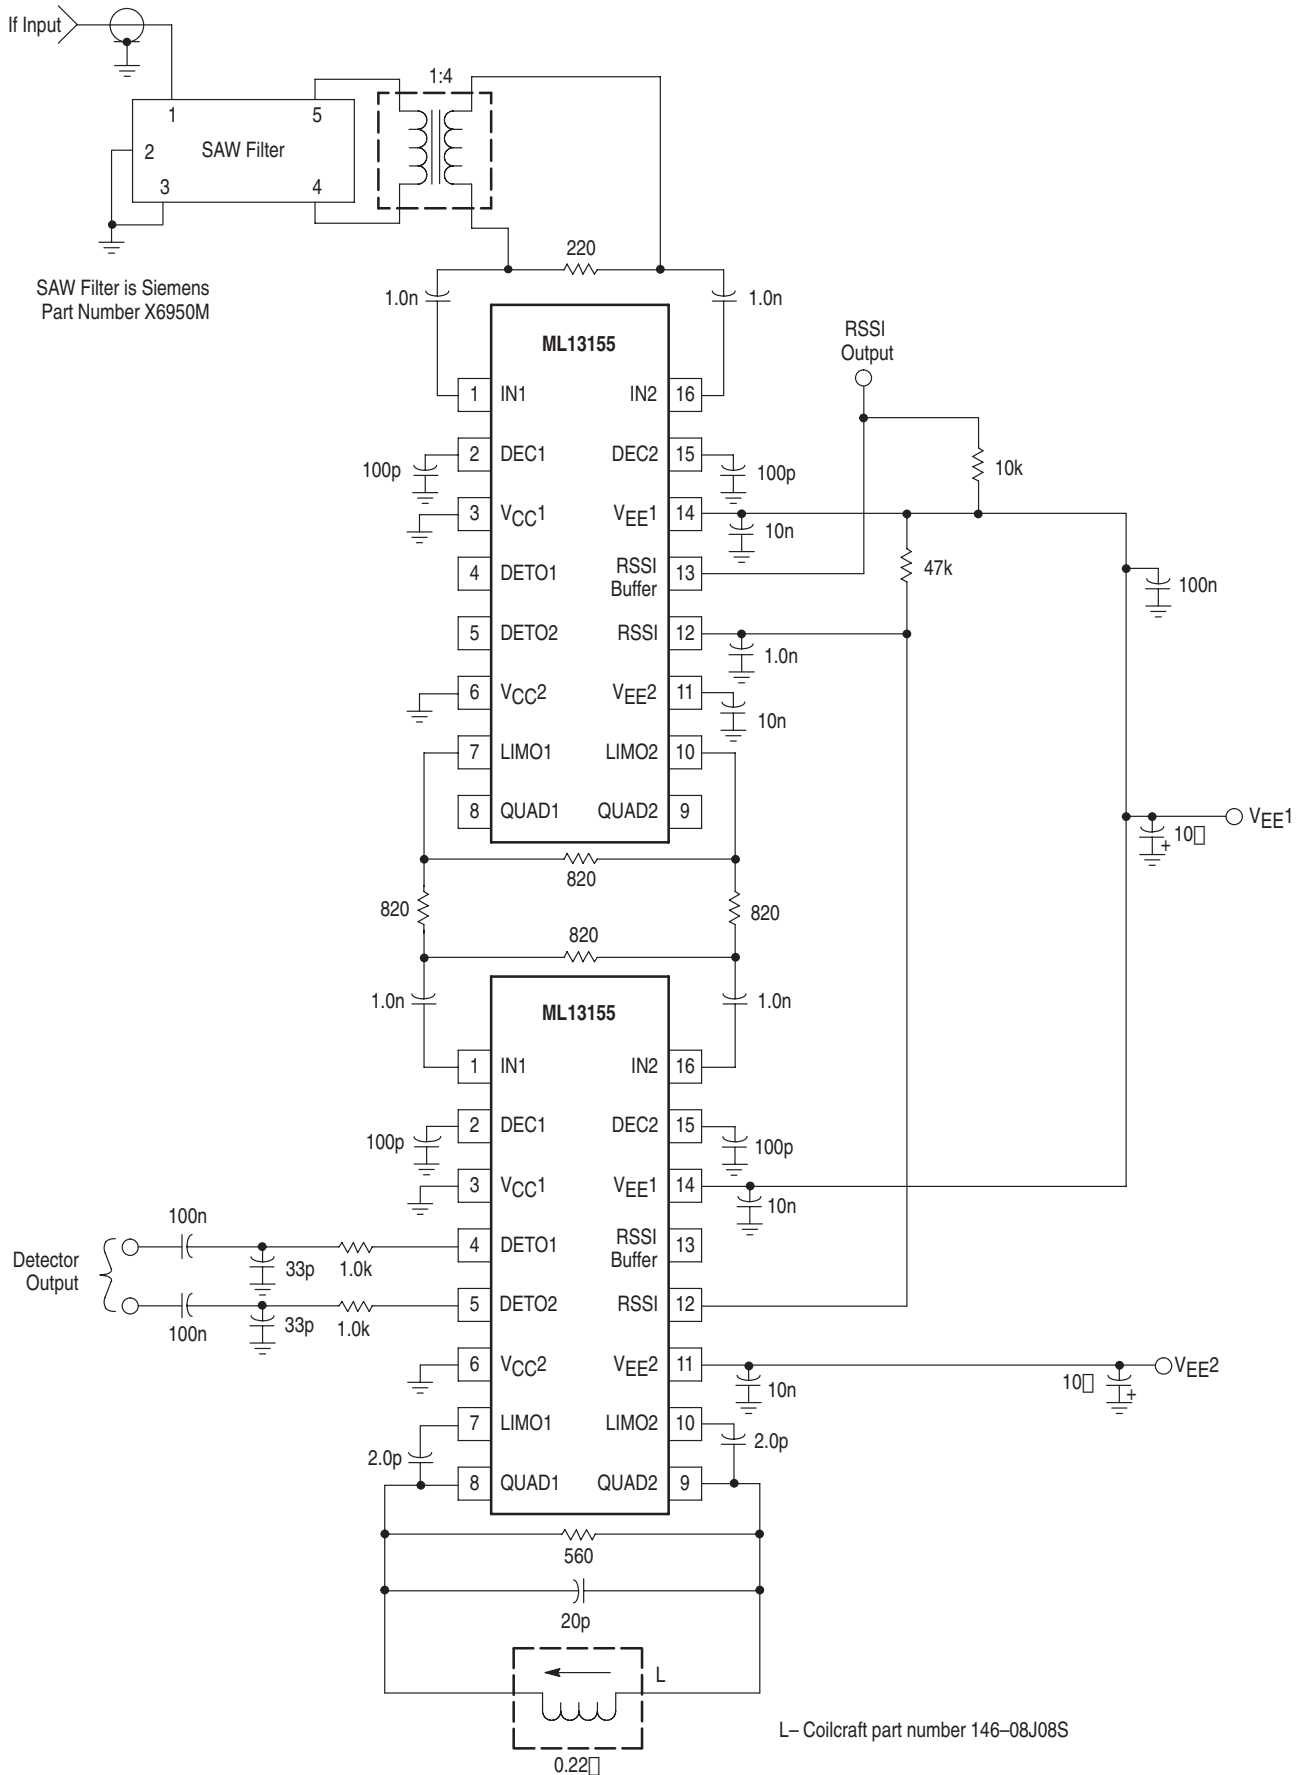 If Input
1:4
1
5
2
SAW Filter
3
4
220
SAW Filter is Siemens
Part Number X6950M
1.0n
1.0n
ML13155
RSSI
Output
1
IN1
IN2
16
2
DEC1
DEC2
15
100p
100p
10k
3
VCC1
VEE1
14
10n
4
DETO1
RSSI
Buffer
13
47k
100n
5
DETO2
RSSI
12
1.0n
6
VCC2
VEE2
11
10n
7
LIMO1
LIMO2
10
8
QUAD1
QUAD2
9
VEE1
10▯
+
820
820
820
820
1.0n
1.0n
ML13155
1
IN1
IN2
16
2
DEC1
DEC2
15
100p
100p
3
VCC1
VEE1
14
10n
100n
Detector
Output
33p
1.0k
4
DETO1
RSSI
Buffer
13
100n
33p
1.0k
5
DETO2
RSSI
12
6
VCC2
VEE2
11
10n
10▯
+
VEE2
7
LIMO1
LIMO2
10
2.0p
2.0p
8
QUAD1
QUAD2
9
560
20p
L
L– Coilcraft part number 146–08J08S
0.22▯